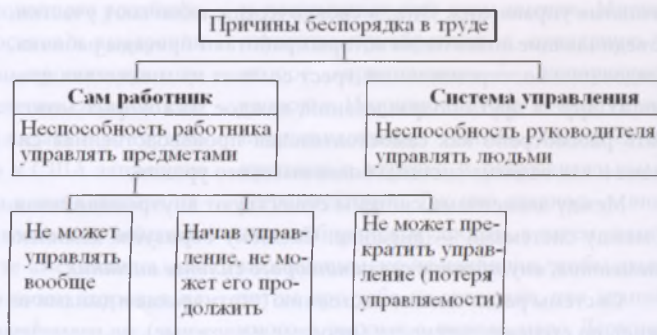 Причины беспорядка в труде
Сам работник
Неспособность работника
управлять предметами
Система управления
Неспособность руководителя
управлять людьми
Не может
управлять
вообще
Начав управ-
ление, не мо-
жет его про-
должить
Не может пре-
кратить управ-
ление (потеря
управляемости)